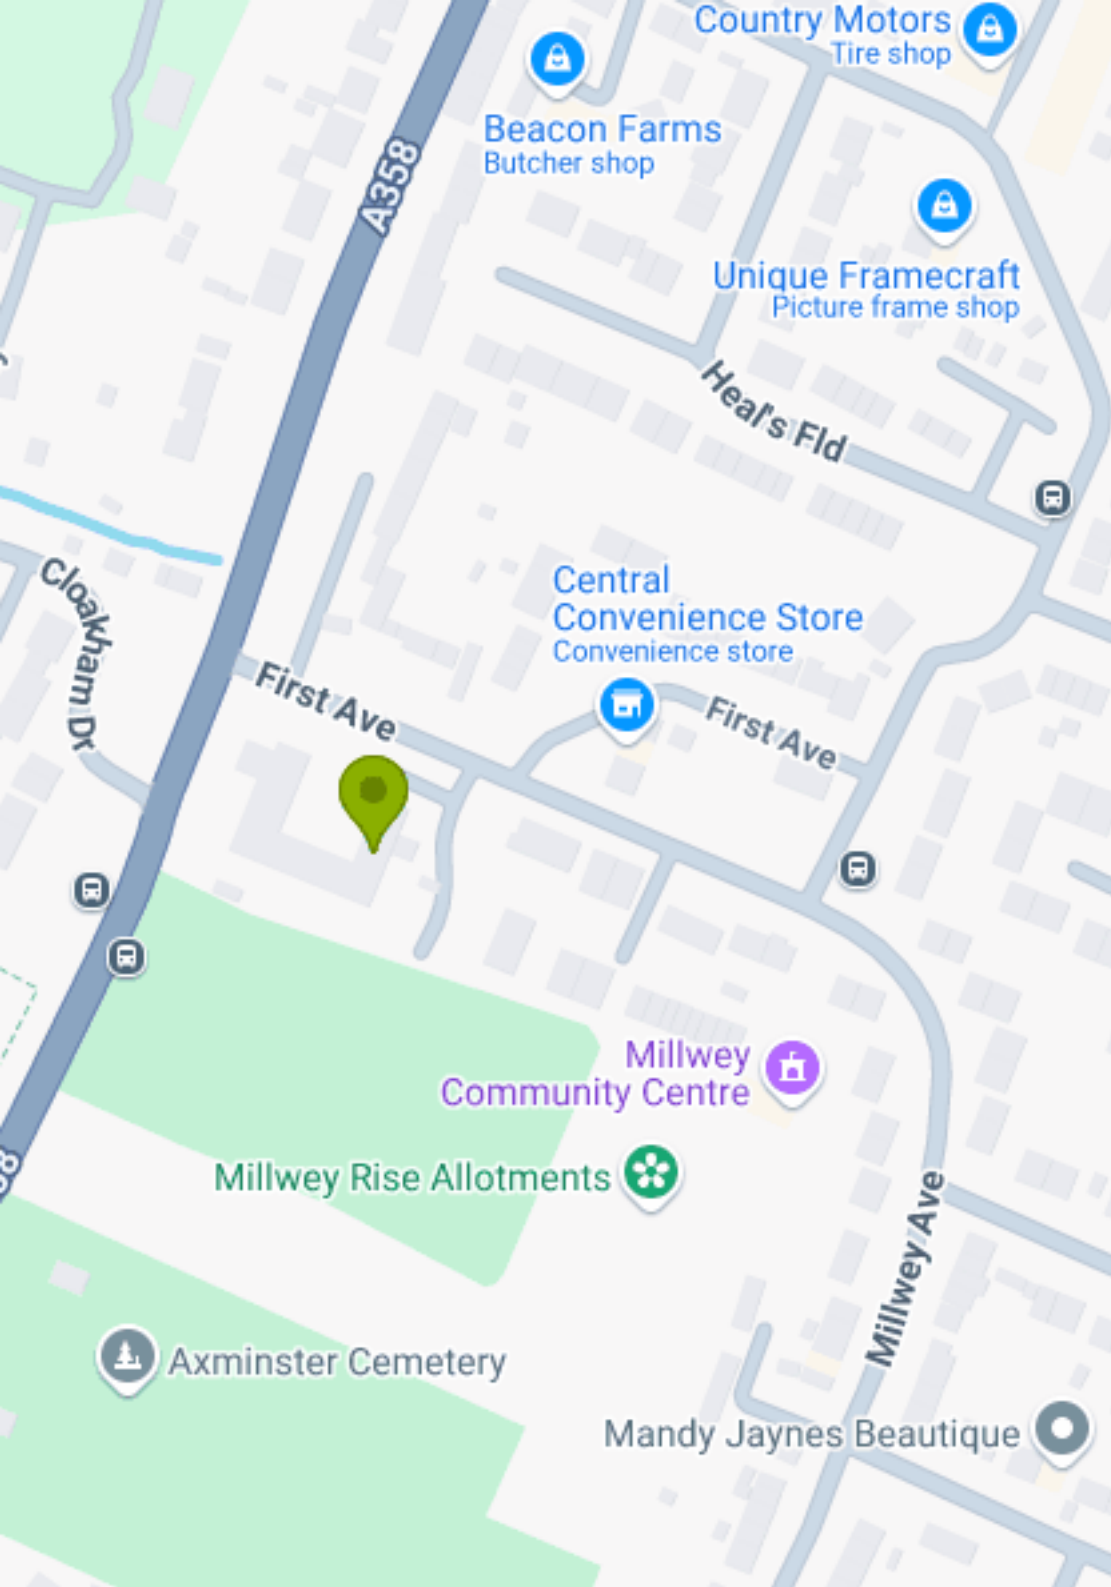 Country Motors
Tire shop
Beacon Farms
Butcher shop
A358
Unique Framecraft
Picture frame shop
Heal's Fld
Central
Convenience Store
Convenience store
Cloakham Dr
First Ave
First Ave
Millwey
Community Centre
Millwey Rise Allotments
Millwey Ave
Axminster Cemetery
Mandy Jaynes Beautique